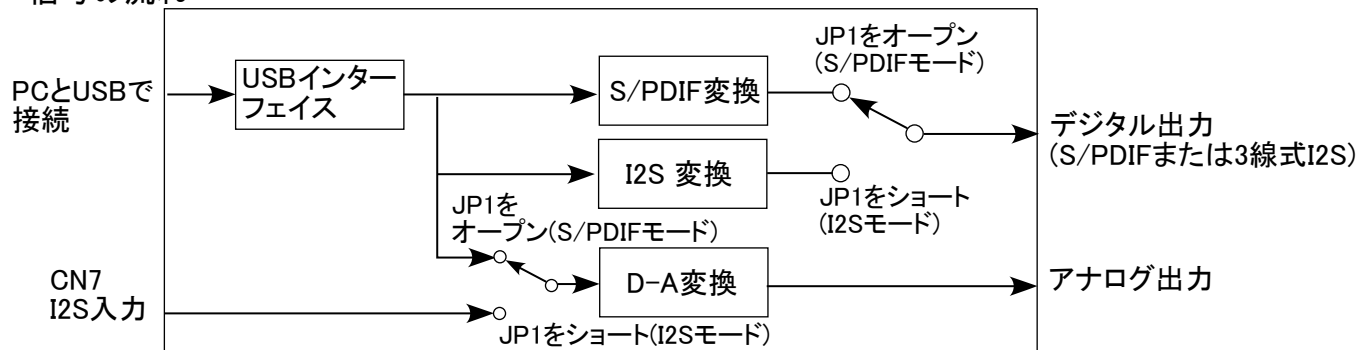 PCとUSBで
接続
USBインター
フェイス
S/PDIF変換
JP1をオープン
(S/PDIFモード)
デジタル出力
(S/PDIFまたは3線式I2S)
I2S 変換
JP1をショート
(I2Sモード)
JP1を
オープン(S/PDIFモード)
CN7
I2S入力
D-A変換
アナログ出力
JP1をショート(I2Sモード)